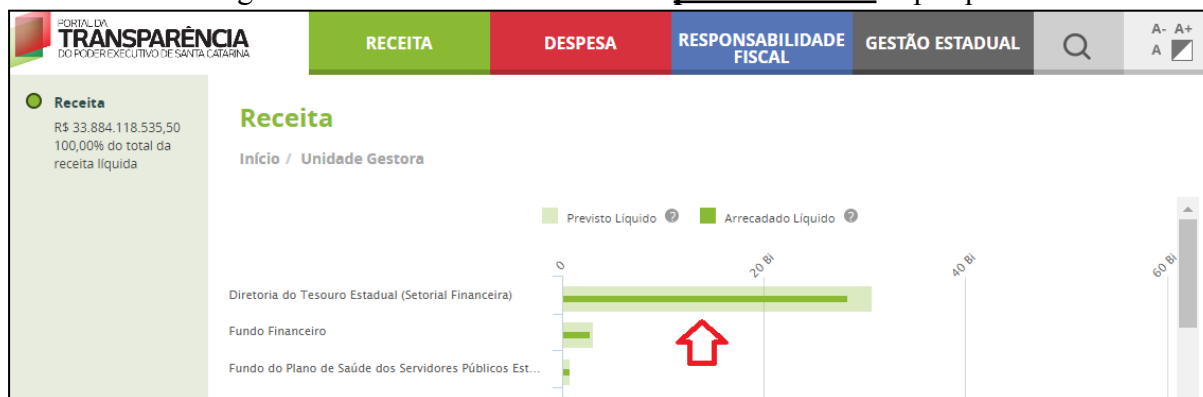 PORTAL DA
TRANSPARÊNCIA
DO PODER EXECUTIVO DE SANTA CATARINA
RECEITA
DESPESA
RESPONSABILIDADE
FISCAL
GESTÃO ESTADUAL
A- A+
A
Receita
R$ 33.884.118.535,50
100,00% do total da
receita líquida
Receita
Início / Unidade Gestora
Previsto Líquido ? Arrecadado Líquido ?
0 20 Bi 40 Bi 60 Bi
Diretoria do Tesouro Estadual (Setorial Financeira)
Fundo Financeiro
Fundo do Plano de Saúde dos Servidores Públicos Est...